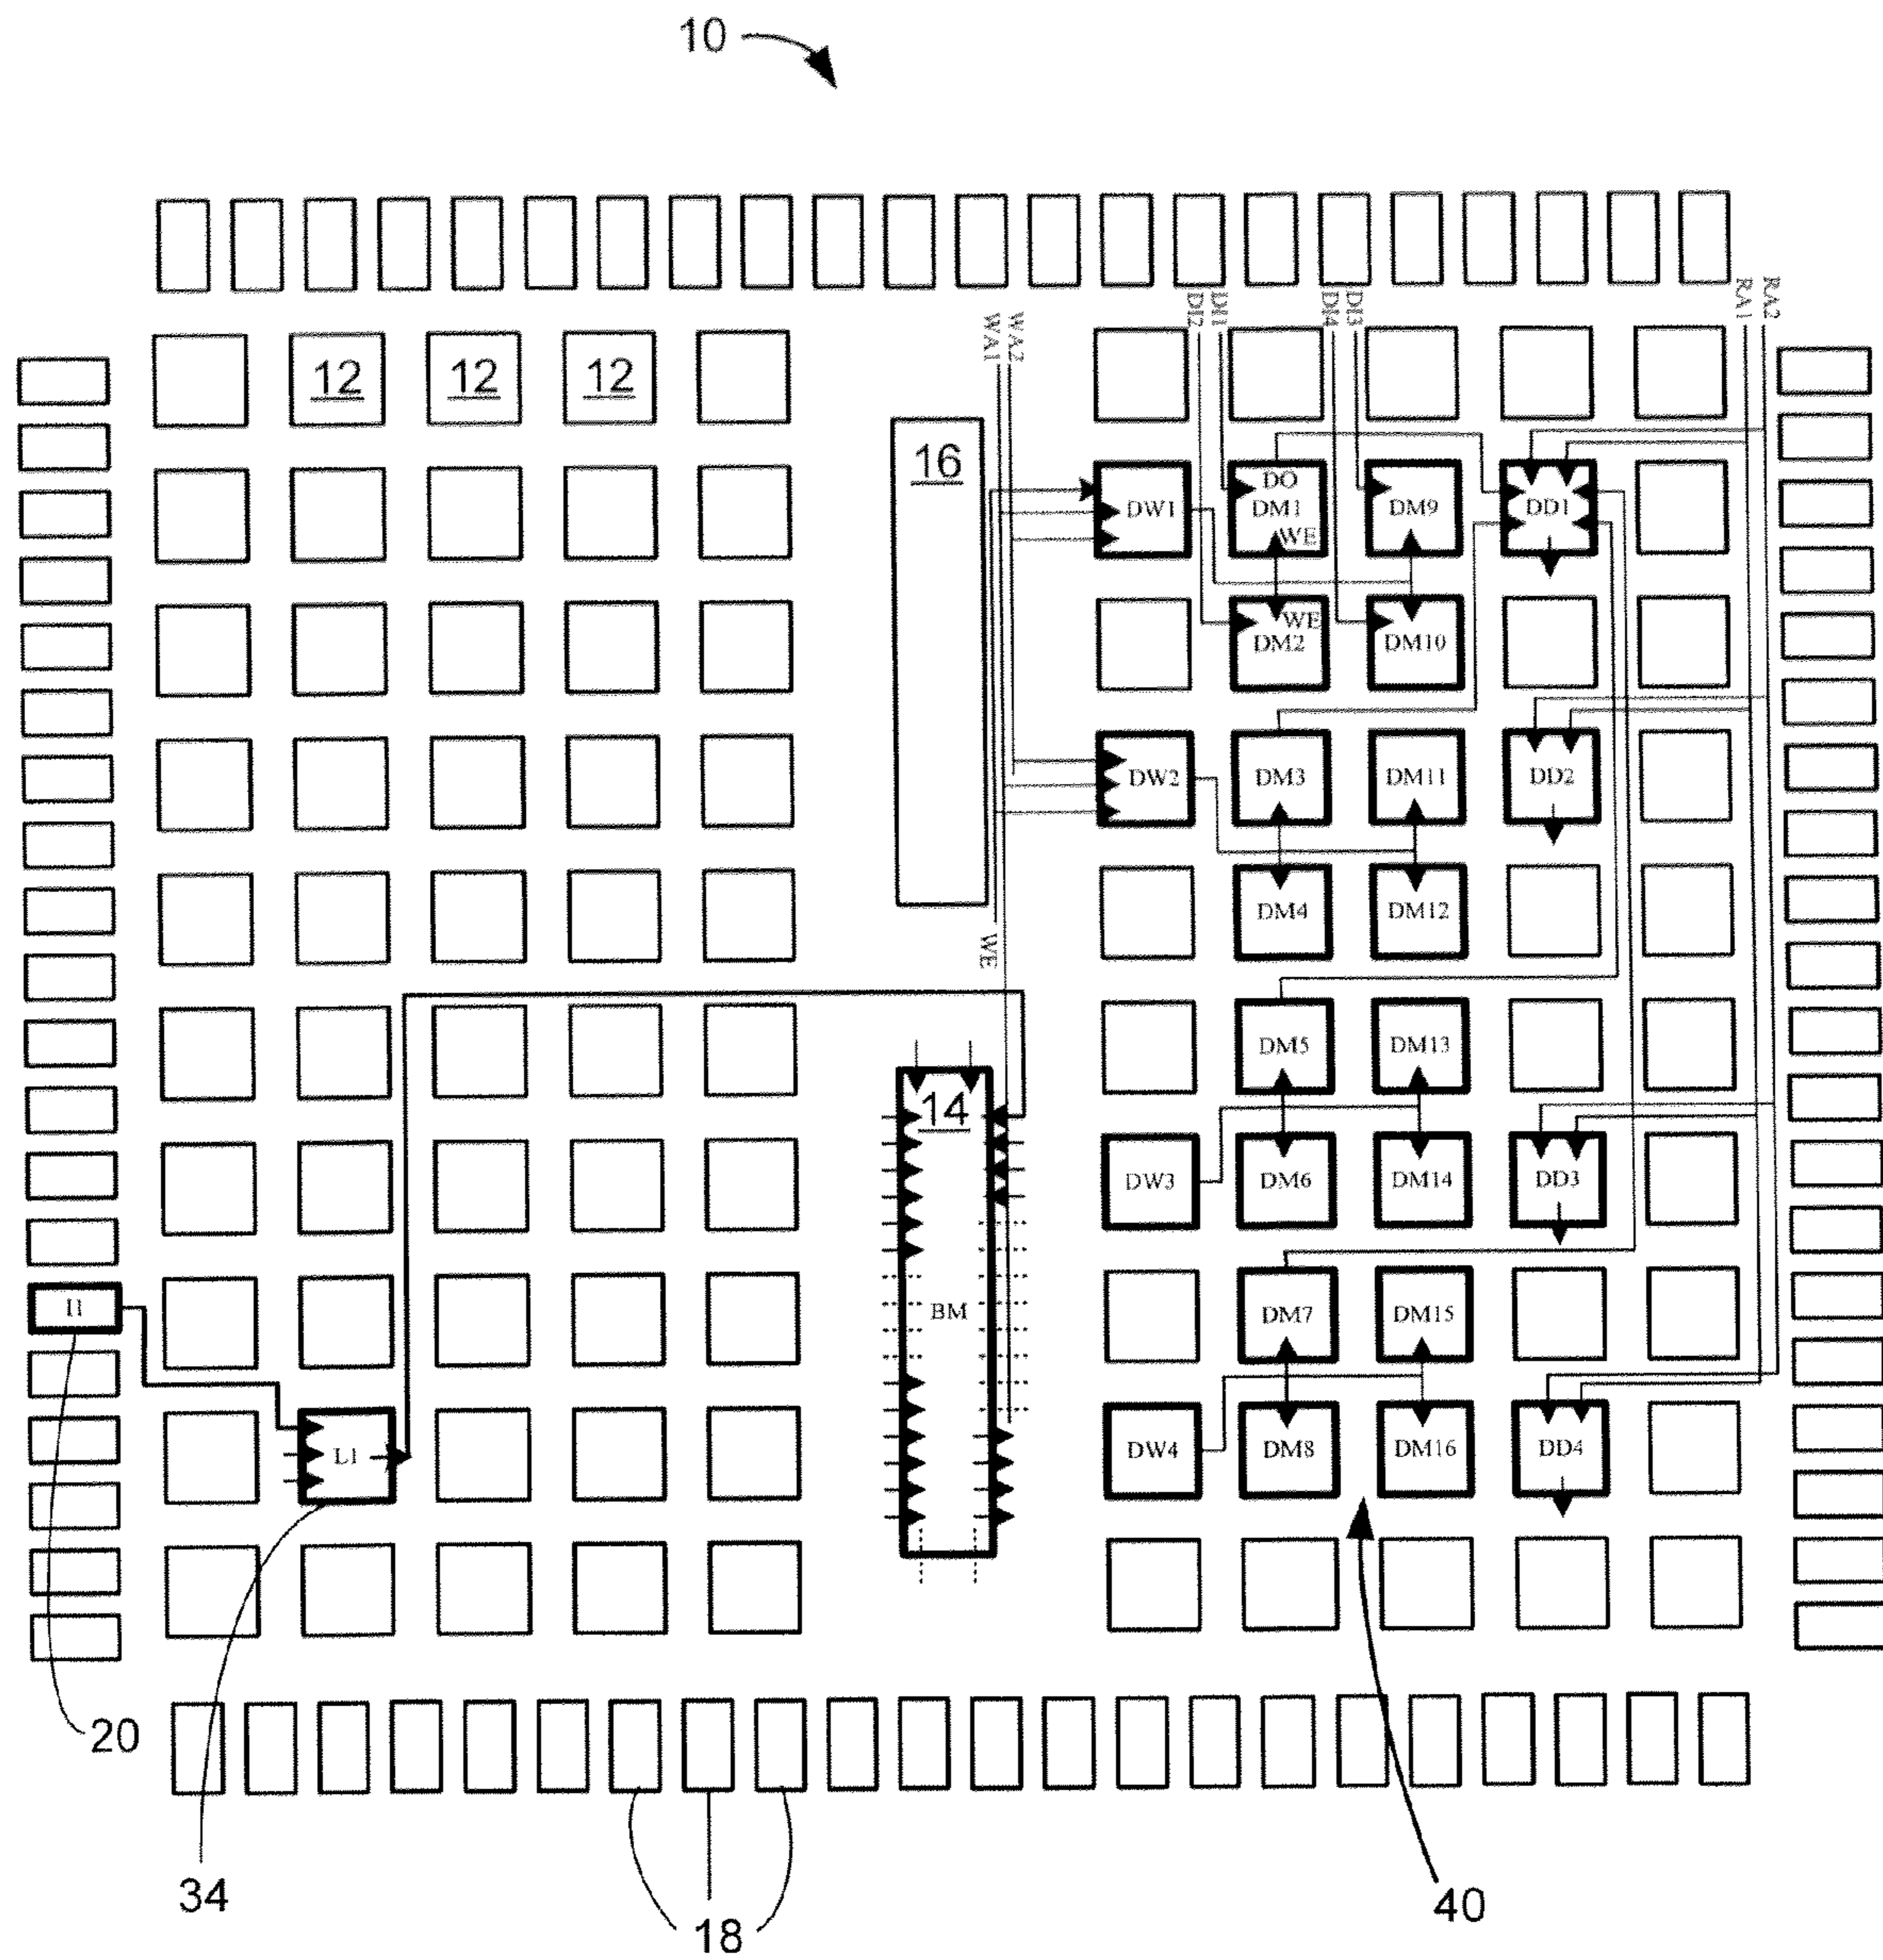 10
DI2 DI1 DI4 DI3 RA1 RA2
WA1 WA2
12 12 12
16
DW1 DO DM1 WE DM9 DD1
DM2 WE DM10
DW2 DM3 DM11 DD2
DM4 DM12
WE
DM5 DM13
14
DW3 DM6 DM14 DD3
I1 BM DM7 DM15
L1 DW4 DM8 DM16 DD4
20
34
18
40